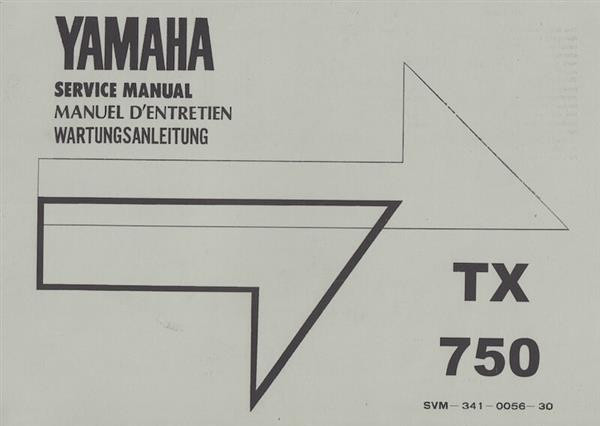 YAMAHA
SERVICE MANUAL
MANUEL D'ENTRETIEN
WARTUNGSANLEITUNG
TX
750
SVM-341-0056-30